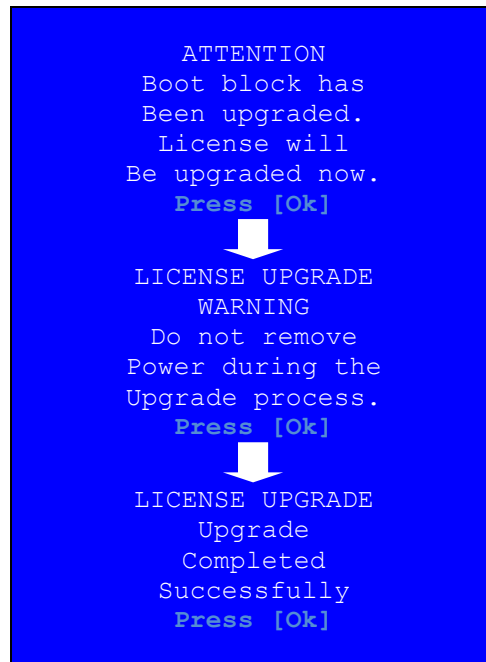 ATTENTION
Boot block has
Been upgraded.
License will
Be upgraded now.
Press [Ok]
LICENSE UPGRADE
WARNING
Do not remove
Power during the
Upgrade process.
Press [Ok]
LICENSE UPGRADE
Upgrade
Completed
Successfully
Press [Ok]